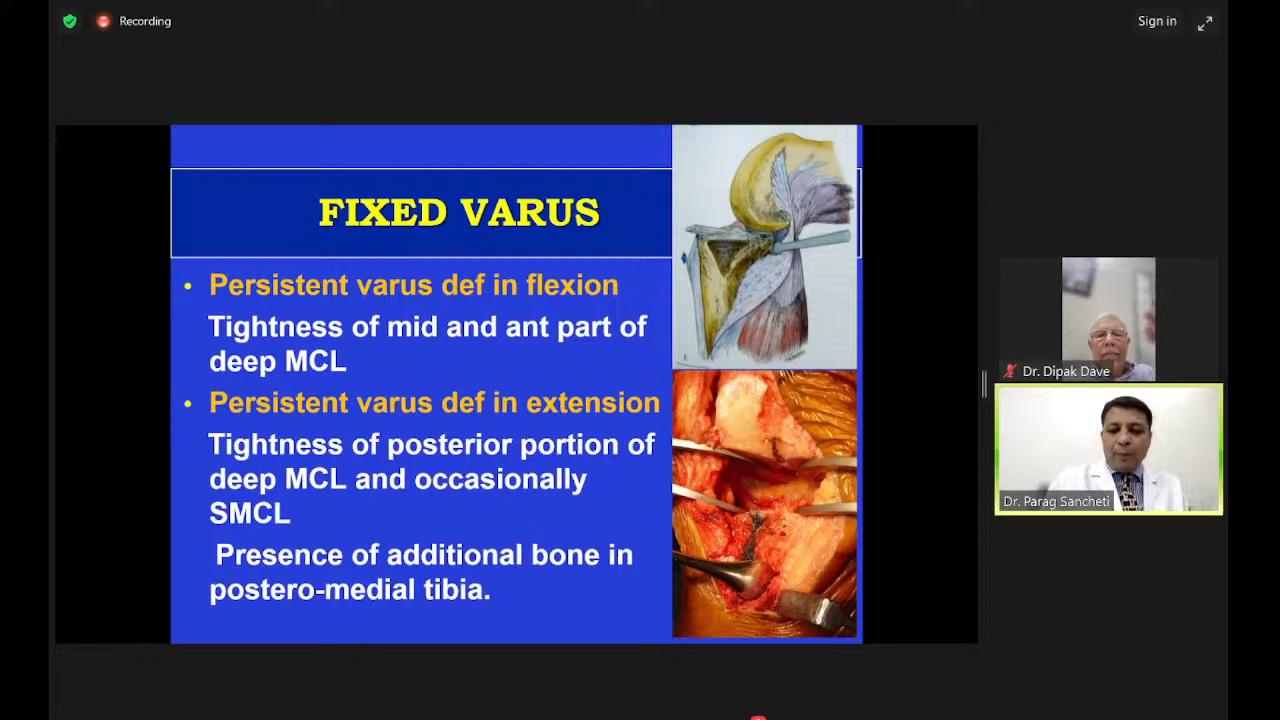 Recording
Sign in
FIXED VARUS
• Persistent varus def in flexion
Tightness of mid and ant part of
deep MCL
• Persistent varus def in extension
Tightness of posterior portion of
deep MCL and occasionally
SMCL
Presence of additional bone in
postero-medial tibia.
Dr. Dipak Dave
Dr. Parag Sancheti